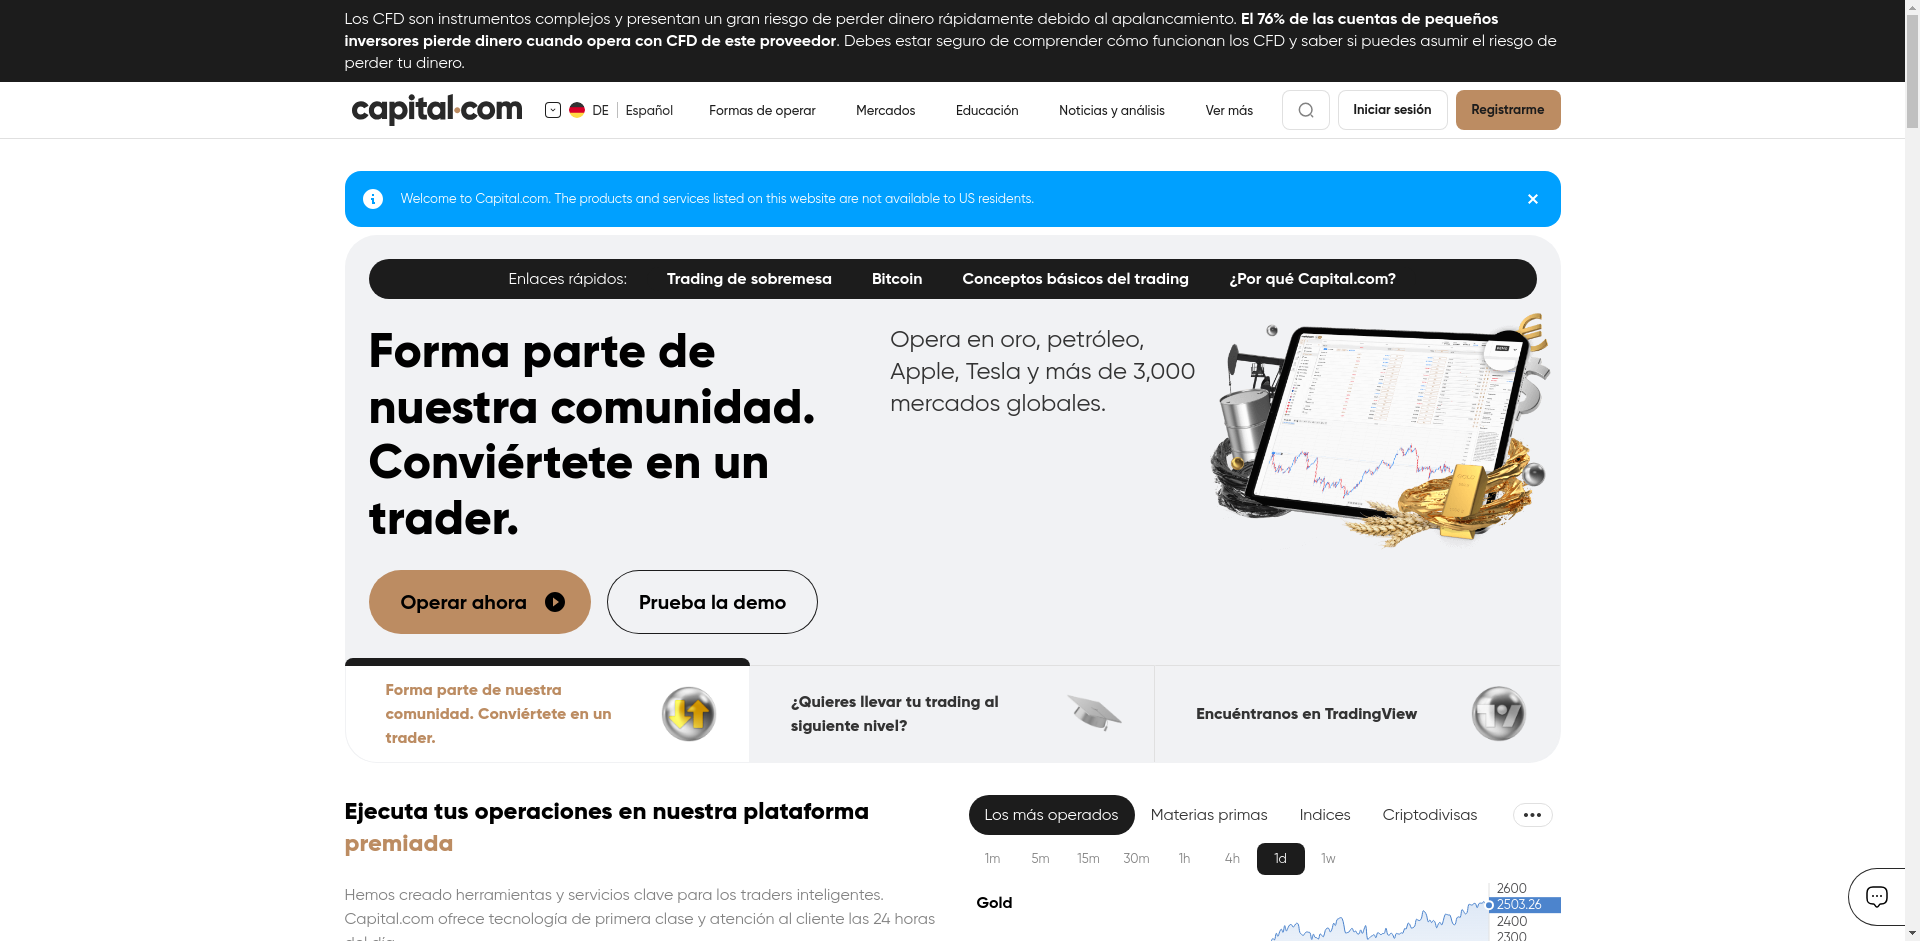 Los CFD son instrumentos complejos y presentan un gran riesgo de perder dinero rápidamente debido al apalancamiento. El 76% de las cuentas de pequeños
inversores pierde dinero cuando opera con CFD de este proveedor. Debes estar seguro de comprender cómo funcionan los CFD y saber si puedes asumir el riesgo de
perder tu dinero.
capital.com
DE Español
Formas de operar
Mercados
Educación
Noticias y análisis
Ver más
Iniciar sesión
Registrarme
Welcome to Capital.com. The products and services listed on this website are not available to US residents.
Enlaces rápidos: Trading de sobremesa Bitcoin Conceptos básicos del trading ¿Por qué Capital.com?
Forma parte de
nuestra comunidad.
Conviértete en un
trader.
Opera en oro, petróleo,
Apple, Tesla y más de 3,000
mercados globales.
Operar ahora
Prueba la demo
Forma parte de nuestra
comunidad. Conviértete en un
trader.
¿Quieres llevar tu trading al
siguiente nivel?
Encuéntranos en TradingView
Ejecuta tus operaciones en nuestra plataforma
premiada
Hemos creado herramientas y servicios clave para los traders inteligentes.
Capital.com ofrece tecnología de primera clase y atención al cliente las 24 horas
del día
Los más operados Materias primas Indices Criptodivisas
1m 5m 15m 30m 1h 4h 1d 1w
Gold
2600
2503.26
2400
2300